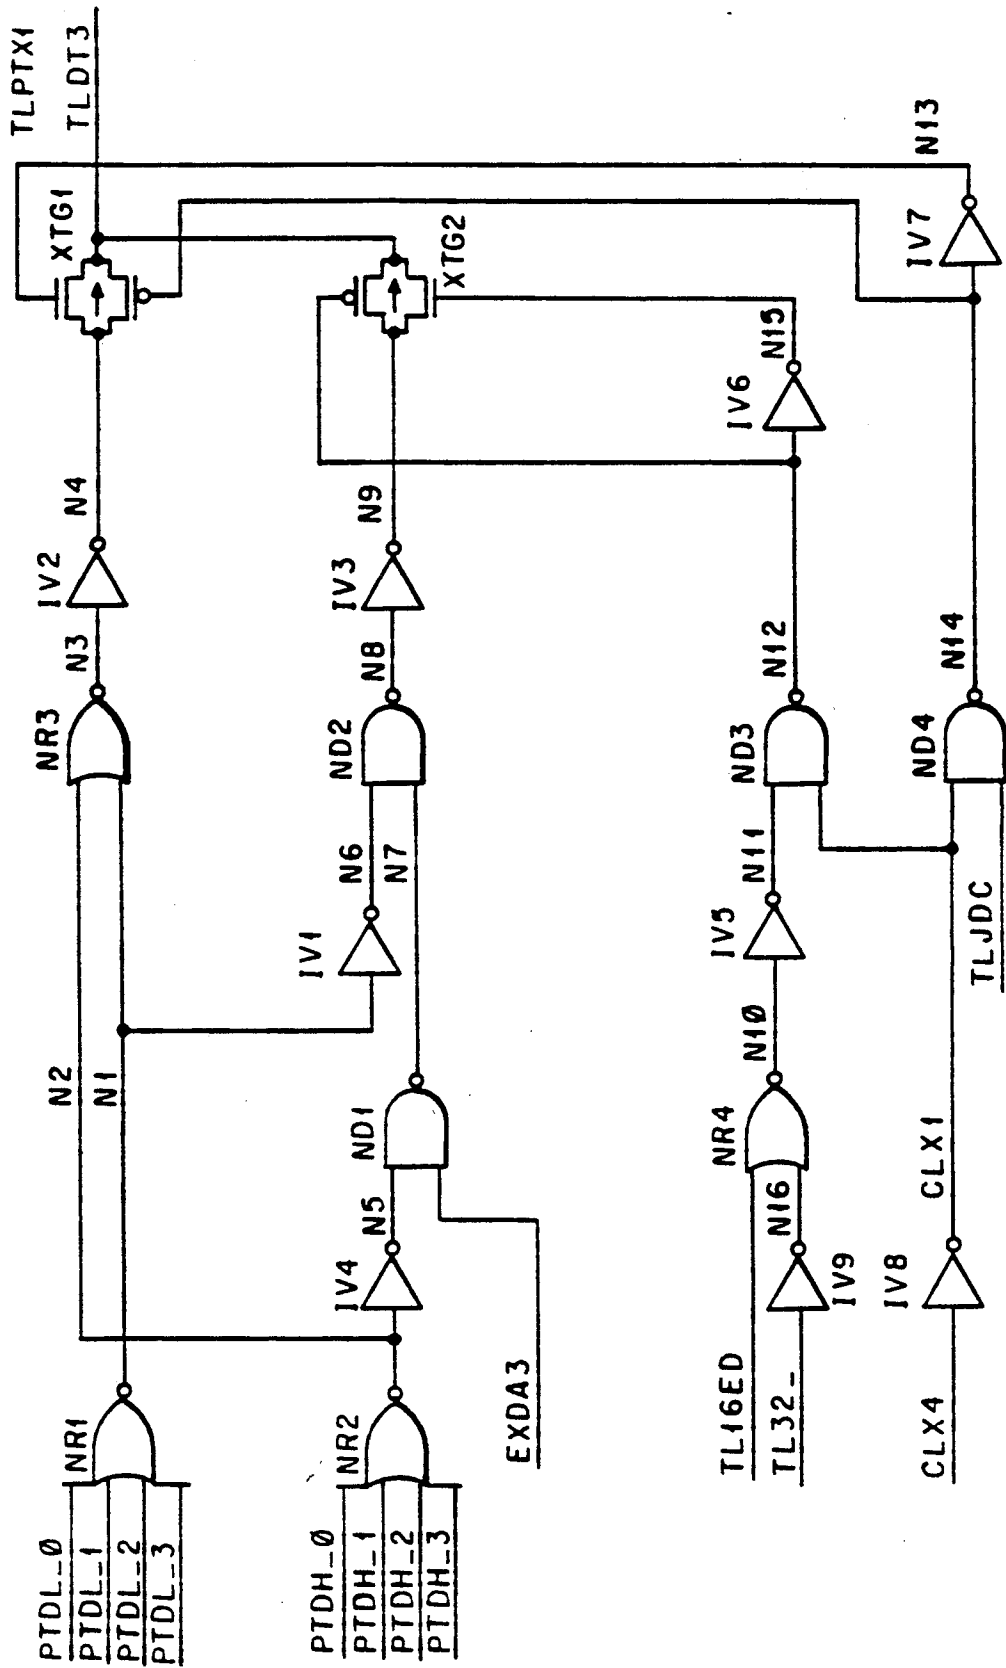 TLPTX1
TLDT3
XTG1
N4
IV2
N3
NR3
N2
N1
NR1
PTDL_0
PTDL_1
PTDL_2
PTDL_3
XTG2
N9
IV3
N8
ND2
N6
N7
IV1
ND1
N5
IV4
NR2
PTDH_0
PTDH_1
PTDH_2
PTDH_3
EXDA3
N15
IV6
N12
ND3
N11
IV5
N10
NR4
N16
IV9
TL16ED
TL32_
N13
IV7
N14
ND4
TLJDC
CLX1
IV8
CLX4